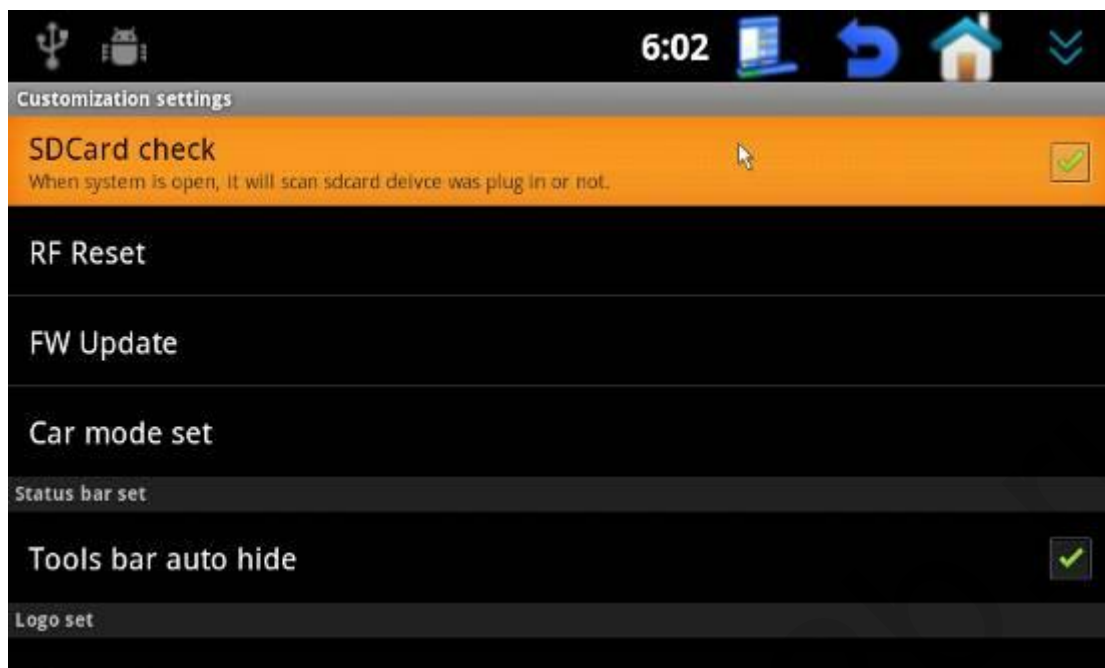 6:02
Customization settings
SDCard check
When system is open, it will scan sdcard deivce was plug in or not.
RF Reset
FW Update
Car mode set
Status bar set
Tools bar auto hide
Logo set